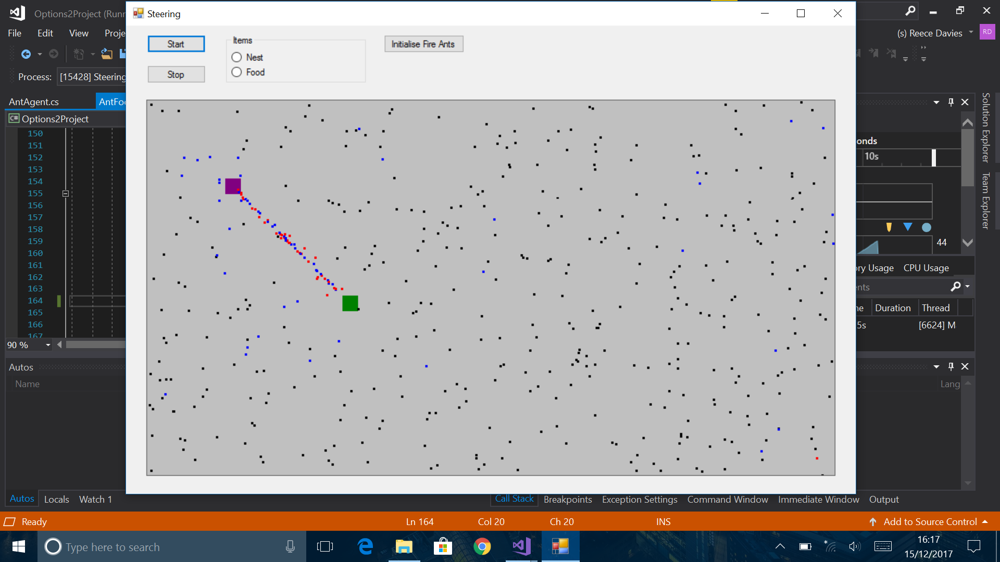 Options2Project (Runr
Steering
File Edit View Proje
(s) Reece Davies RD
Start
Items
Nest
Food
Initialise Fire Ants
Stop
Process: [15428] Steering
AntAgent.cs AntFoo
C# Options2Project
150
151
152
153
154
155
156
157
158
159
160
161
162
163
164
165
166
167
90 %
onds
10s
44
ory Usage CPU Usage
ents
ne Duration Thread
5s [6624] M
Solution Explorer
Team Explorer
Autos
Name
Lang
Autos Locals Watch 1
Call Stack Breakpoints Exception Settings Command Window Immediate Window Output
Ready Ln 164 Col 20 Ch 20 INS Add to Source Control
Type here to search
16:17
15/12/2017